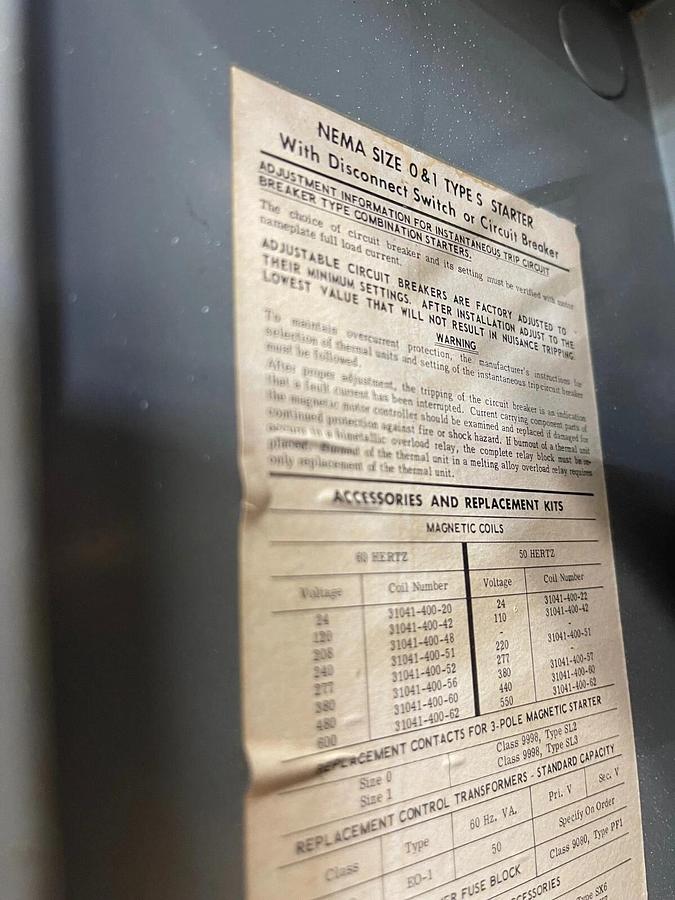 NEMA SIZE 0 & 1 TYPE S STARTER
With Disconnect Switch or Circuit Breaker
ADJUSTMENT INFORMATION FOR INSTANTANEOUS TRIP CIRCUIT
BREAKER TYPE COMBINATION STARTERS.
The choice of circuit breaker and its setting must be verified with motor
nameplate full load current.
ADJUSTABLE CIRCUIT BREAKERS ARE FACTORY ADJUSTED TO
THEIR MINIMUM SETTINGS. AFTER INSTALLATION ADJUST TO THE
LOWEST VALUE THAT WILL NOT RESULT IN NUISANCE TRIPPING.
WARNING
To maintain overcurrent protection, the manufacturer's instructions for
selection of thermal units and setting of the instantaneous trip circuit breaker
must be followed.
After proper adjustment, the tripping of the circuit breaker is an indication
that a fault current has been interrupted. Current carrying component parts of
the magnetic motor controller should be examined and replaced if damaged for
continued protection against fire or shock hazard. If burnout of a thermal unit
occurs in a bimetallic overload relay, the complete relay block must be re-
placed. Burnout of the thermal unit in a melting alloy overload relay requires
only replacement of the thermal unit.
ACCESSORIES AND REPLACEMENT KITS
MAGNETIC COILS
60 HERTZ 50 HERTZ
Voltage Coil Number Voltage Coil Number
24 31041-400-20 24 31041-400-22
120 31041-400-42 110 31041-400-42
208 31041-400-48 - -
240 31041-400-51 220 31041-400-51
277 31041-400-52 277 -
380 31041-400-56 380 31041-400-57
480 31041-400-60 440 31041-400-60
600 31041-400-62 550 31041-400-62
REPLACEMENT CONTACTS FOR 3-POLE MAGNETIC STARTER
Size 0 Class 9998, Type SL2
Size 1 Class 9998, Type SL3
REPLACEMENT CONTROL TRANSFORMERS - STANDARD CAPACITY
Class Type 60 Hz. VA. Pri. V Sec. V
EO-1 50 Specify On Order
FUSE BLOCK Class 9080, Type PF1
Type SX6